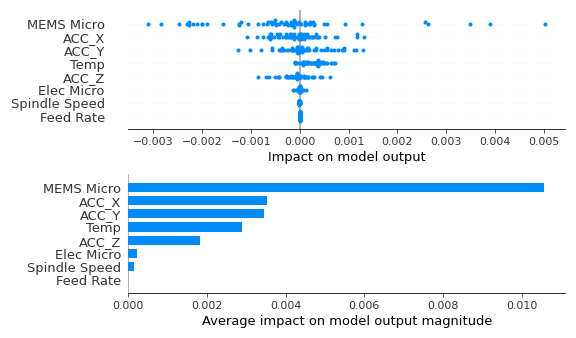 MEMS Micro
ACC_X
ACC_Y
Temp
ACC_Z
Elec Micro
Spindle Speed
Feed Rate
−0.003 −0.002 −0.001 0.000 0.001 0.002 0.003 0.004 0.005
Impact on model output
MEMS Micro
ACC_X
ACC_Y
Temp
ACC_Z
Elec Micro
Spindle Speed
Feed Rate
0.000 0.002 0.004 0.006 0.008 0.010
Average impact on model output magnitude